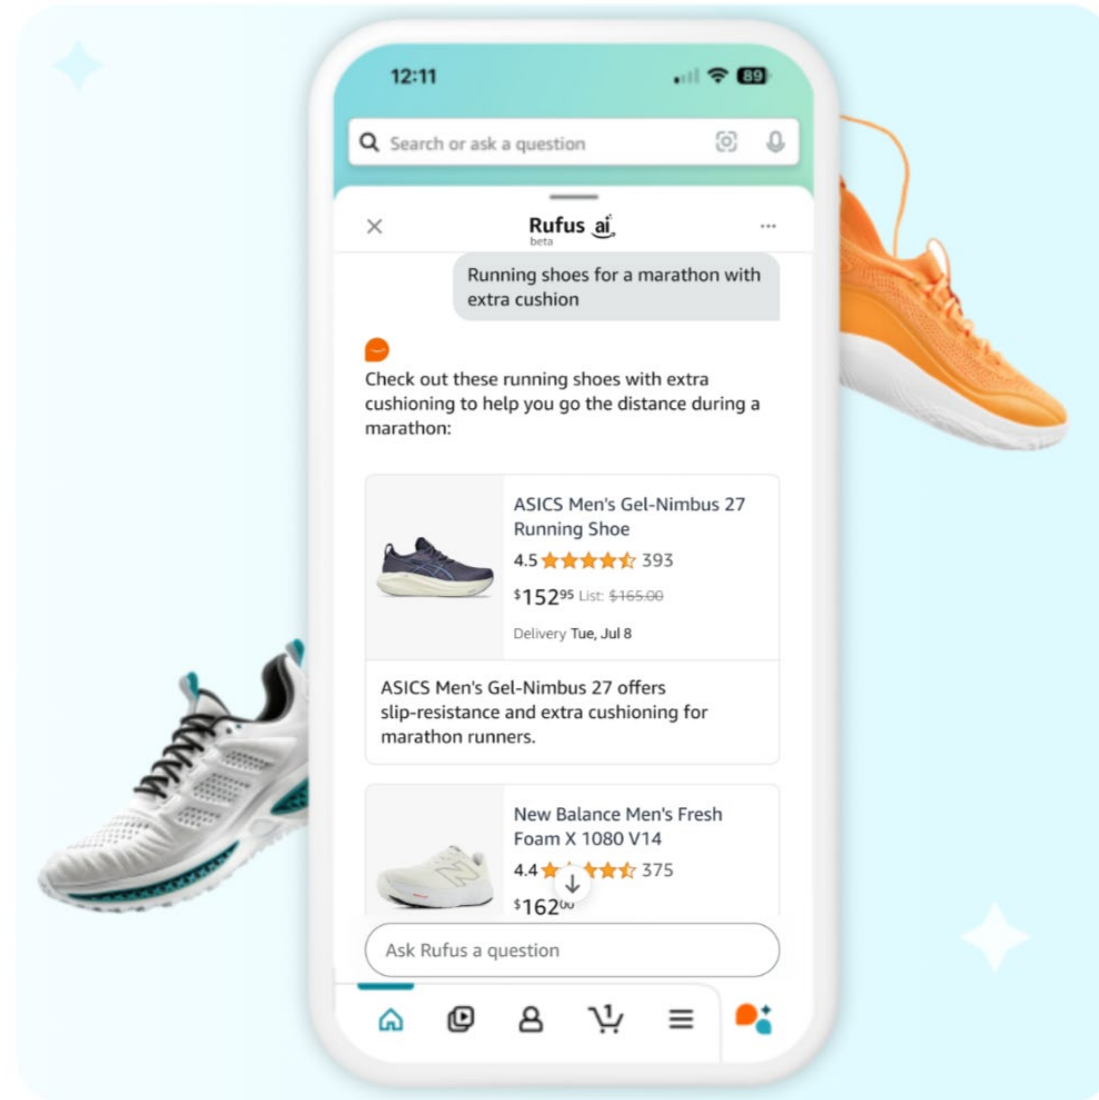 12:11
89
Search or ask a question
Rufus ai
beta
Running shoes for a marathon with
extra cushion
Check out these running shoes with extra
cushioning to help you go the distance during a
marathon:
ASICS Men's Gel-Nimbus 27
Running Shoe
4.5 393
$152⁹⁵ List: $165.00
Delivery Tue, Jul 8
ASICS Men's Gel-Nimbus 27 offers
slip-resistance and extra cushioning for
marathon runners.
New Balance Men's Fresh
Foam X 1080 V14
4.4 375
$162⁰⁰
Ask Rufus a question
1